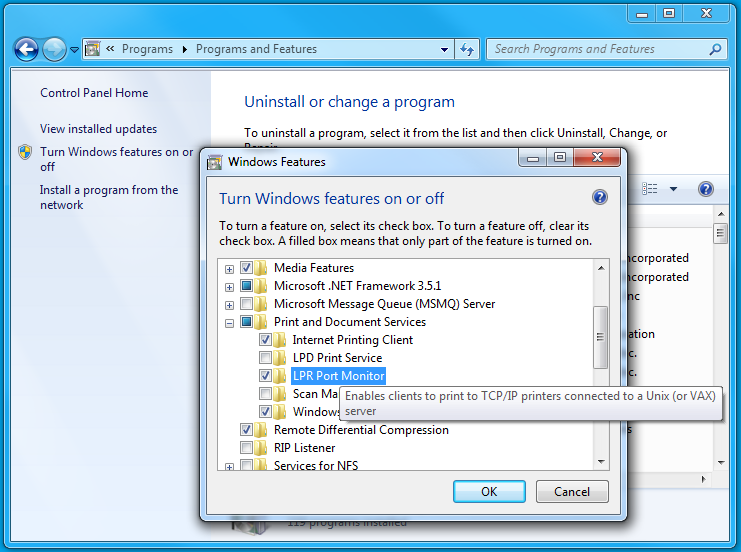 Programs
Programs and Features
Search Programs and Features
Control Panel Home
View installed updates
Turn Windows features on or
off
Install a program from the
network
Uninstall or change a program
To uninstall a program, select it from the list and then click Uninstall, Change, or
Windows Features
Turn Windows features on or off
To turn a feature on, select its check box. To turn a feature off, clear its
check box. A filled box means that only part of the feature is turned on.
Media Features
Microsoft .NET Framework 3.5.1
Microsoft Message Queue (MSMQ) Server
Print and Document Services
Internet Printing Client
LPD Print Service
LPR Port Monitor
Scan Ma
Enables clients to print to TCP/IP printers connected to a Unix (or VAX)
server
Windows
Remote Differential Compression
RIP Listener
Services for NFS
OK
Cancel
corporated
corporated
nc
ation
c.
c.
119 programs installed